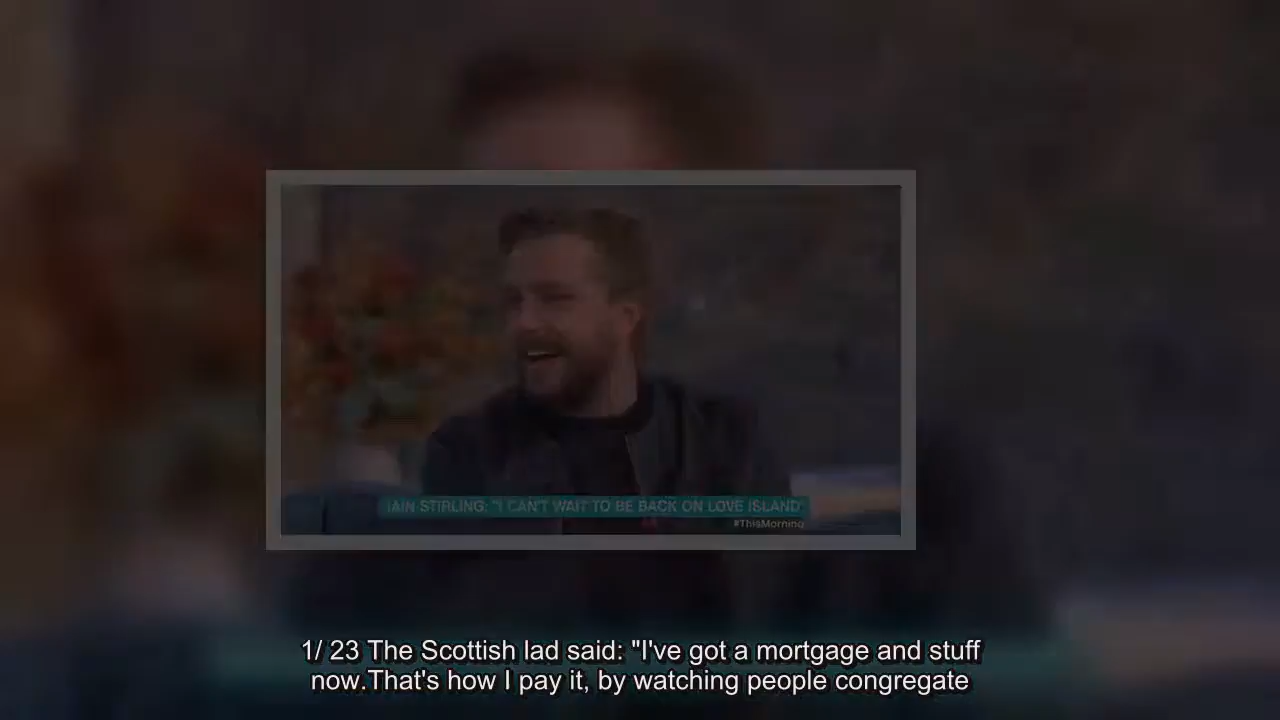 IAIN STIRLING: "I CAN'T WAIT TO BE BACK ON LOVE ISLAND"
#ThisMorning
1/ 23 The Scottish lad said: "I've got a mortgage and stuff
now.That's how I pay it, by watching people congregate